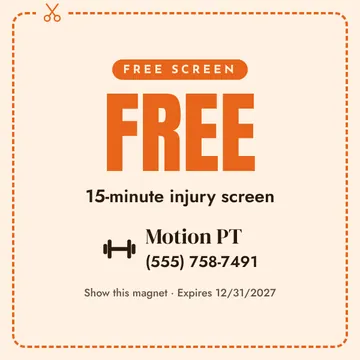 FREE SCREEN
FREE
15-minute injury screen
Motion PT
(555) 758-7491
Show this magnet · Expires 12/31/2027